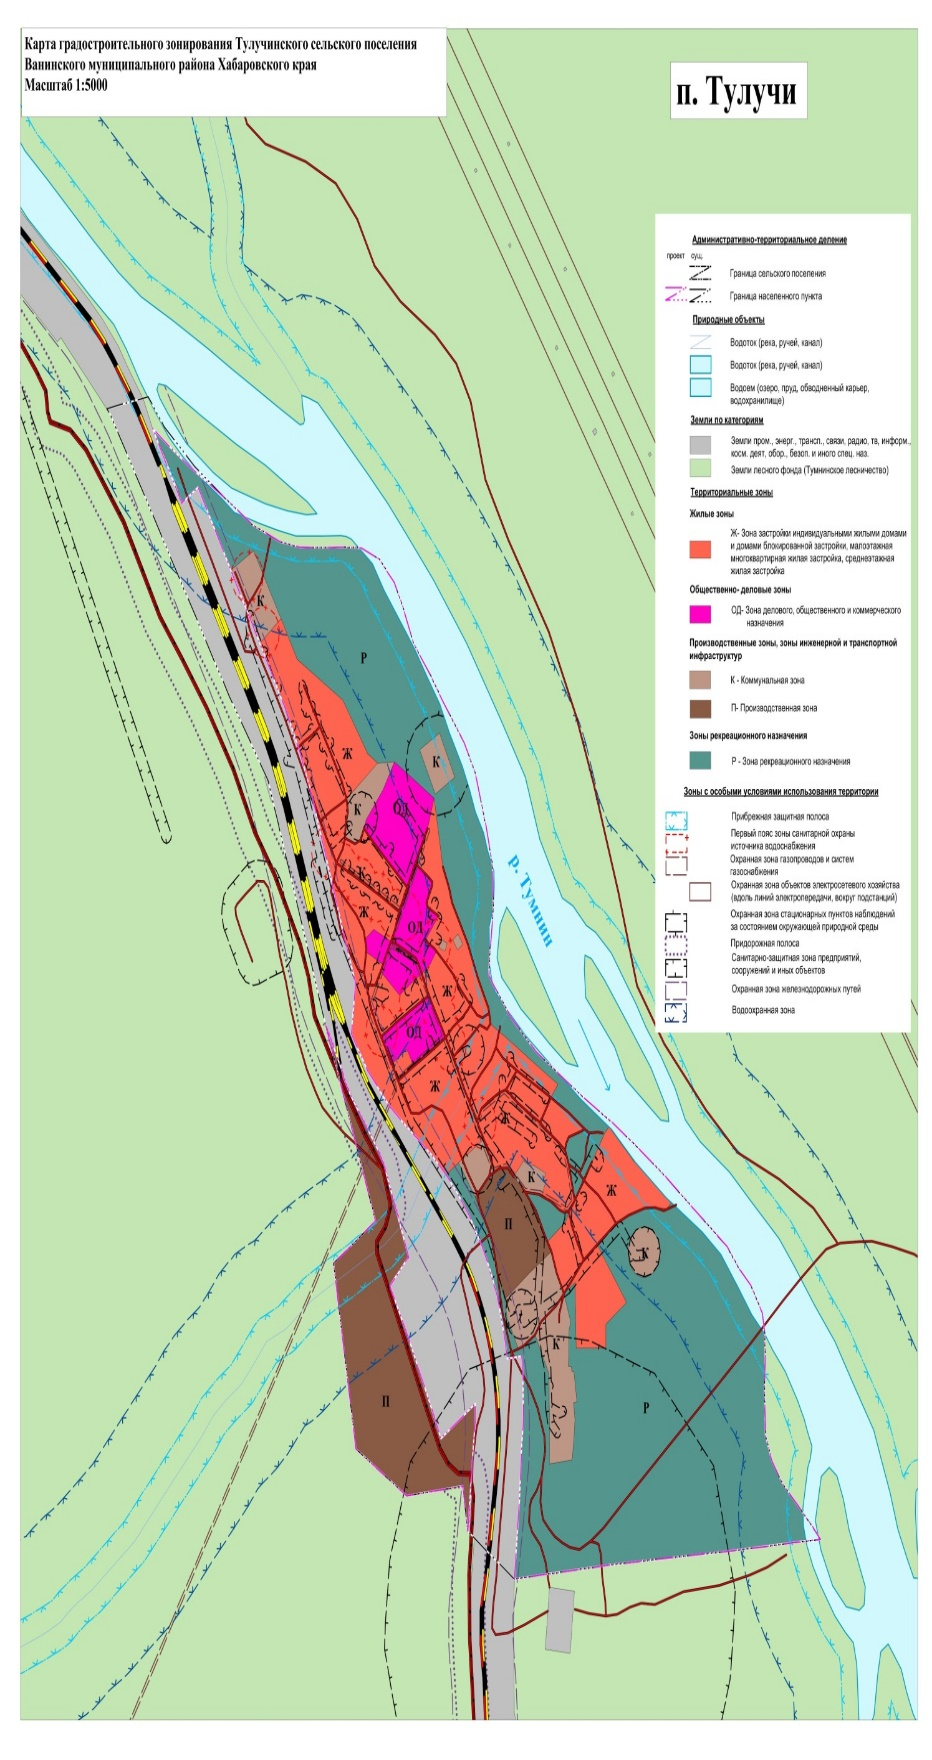 Карта градостроительного зонирования Тулучинского сельского поселения
Ванинского муниципального района Хабаровского края
Масштаб 1:5000
п. Тулучи
Административно-территориальное деление
проект сущ.
Граница сельского поселения
Граница населенного пункта
Природные объекты
Водоток (река, ручей, канал)
Водоток (река, ручей, канал)
Водоем (озеро, пруд, обводненный карьер,
водохранилище)
Земли по категориям
Земли пром., энерг., трансп., связи, радио, тв, информ.,
косм. деят, обор., безоп. и иного спец. наз.
Земли лесного фонда (Тумнинское лесничество)
Территориальные зоны
Жилые зоны
Ж- Зона застройки индивидуальными жилыми домами
и домами блокированной застройки, малоэтажная
многоквартирная жилая застройка, среднеэтажная
жилая застройка
Общественно- деловые зоны
ОД- Зона делового, общественного и коммерческого
назначения
Производственные зоны, зоны инженерной и транспортной
инфраструктур
К - Коммунальная зона
П- Производственная зона
Зоны рекреационного назначения
Р - Зона рекреационного назначения
Зоны с особыми условиями использования территории
Прибрежная защитная полоса
Первый пояс зоны санитарной охраны
источника водоснабжения
Охранная зона газопроводов и систем
газоснабжения
Охранная зона объектов электросетевого хозяйства
(вдоль линий электропередачи, вокруг подстанций)
Охранная зона стационарных пунктов наблюдений
за состоянием окружающей природной среды
Придорожная полоса
Санитарно-защитная зона предприятий,
сооружений и иных объектов
Охранная зона железнодорожных путей
Водоохранная зона
К
Р
Ж
К
К
ОД
К
Ж
р. Тумнин
ОД
Ж
ОД
Ж
Ж
К
Ж
П
К
К
П
Р